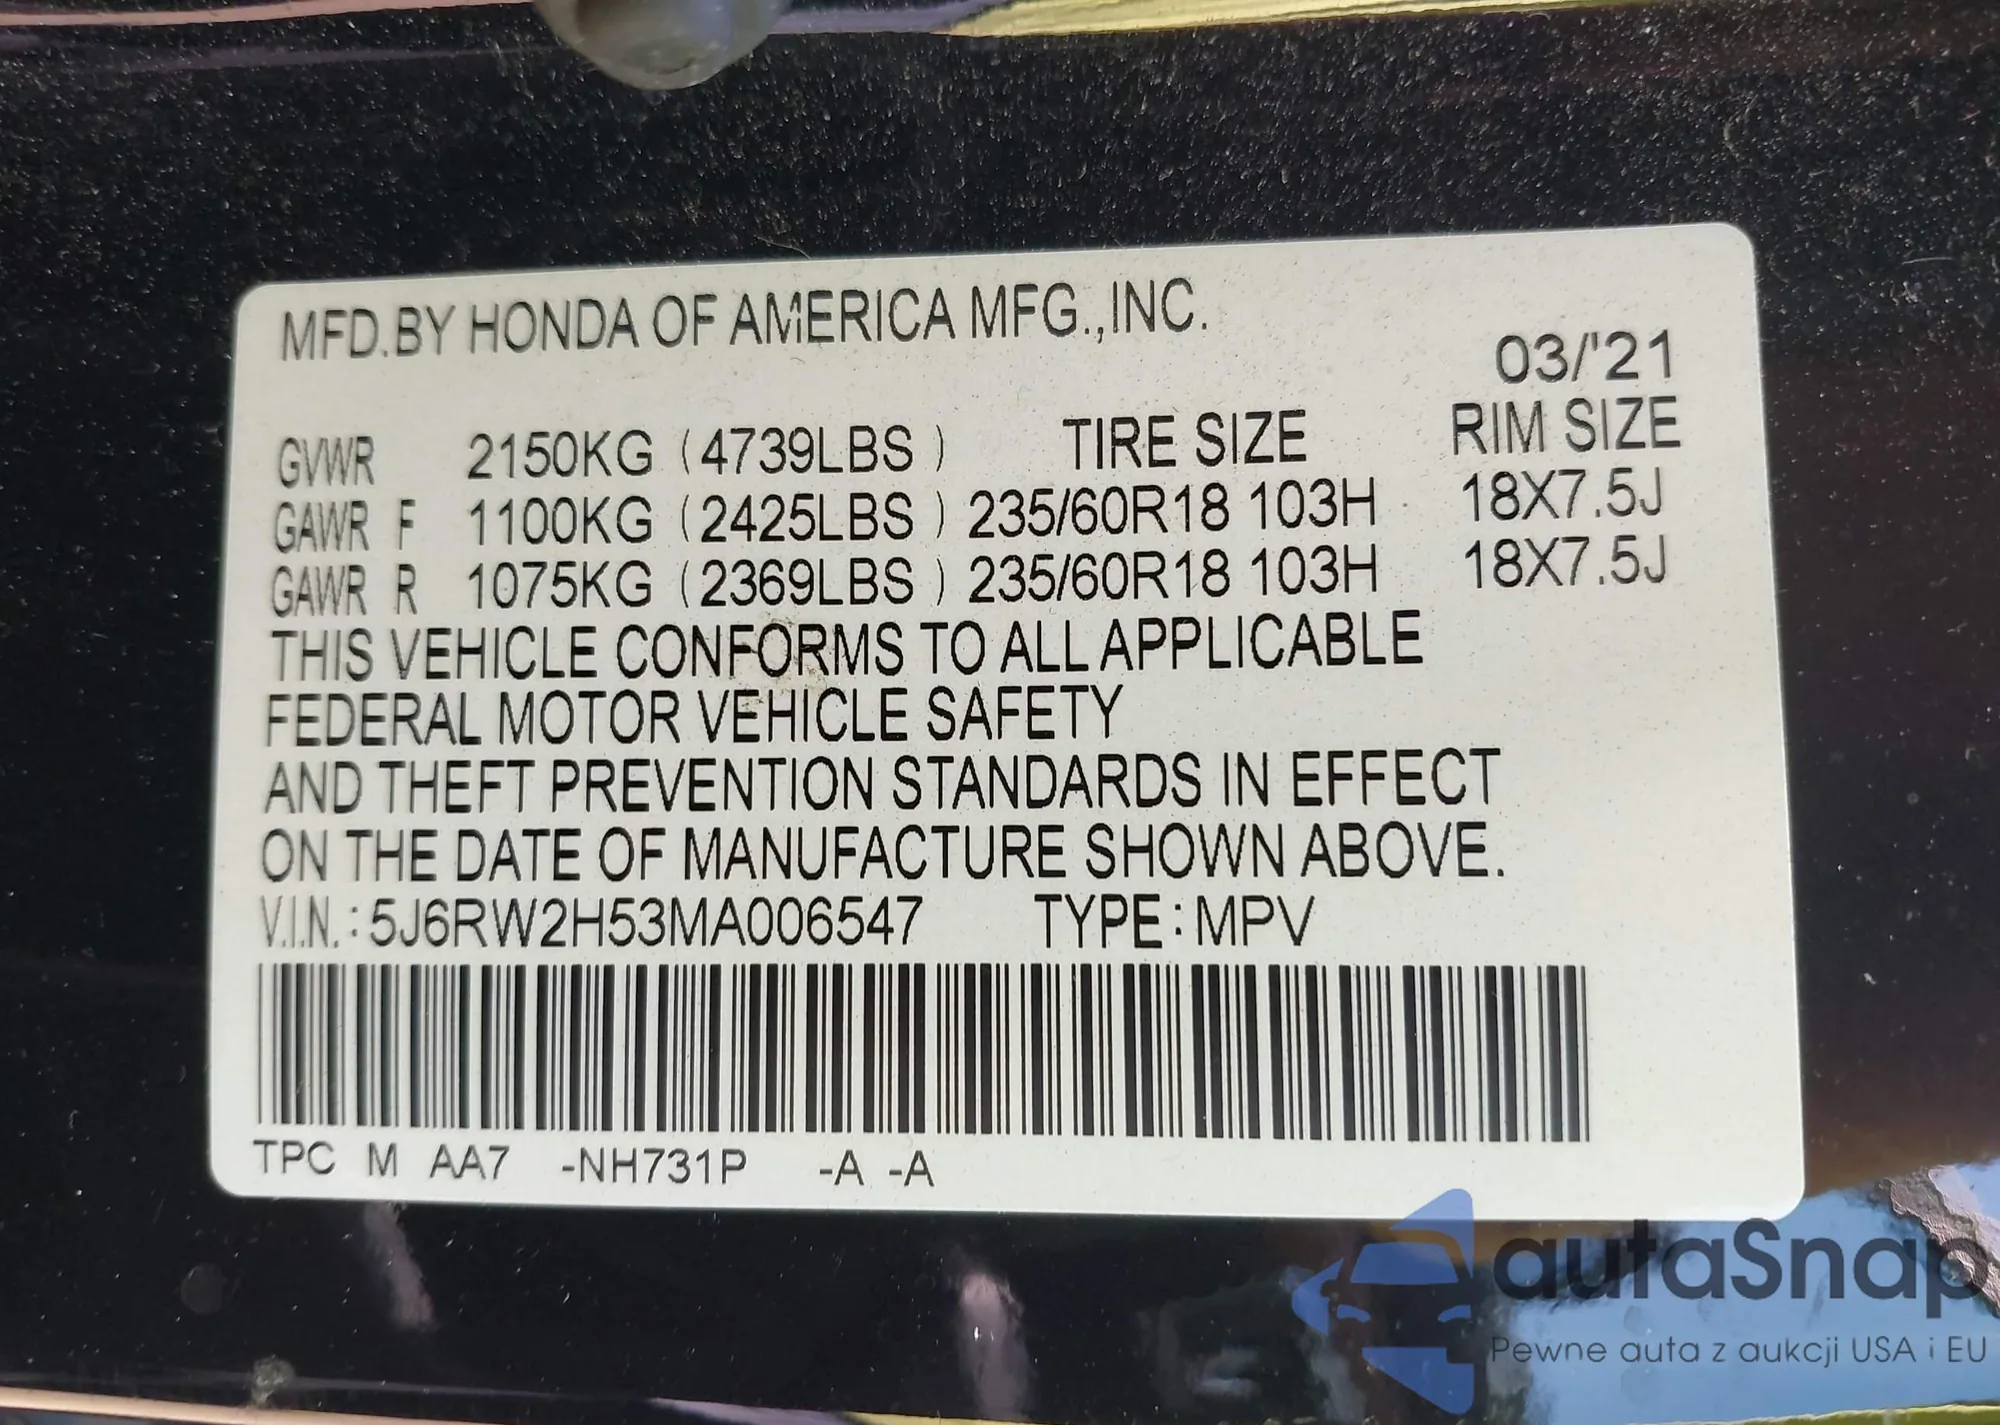 MFD.BY HONDA OF AMERICA MFG.,INC.
03/'21
GVWR 2150KG (4739LBS ) TIRE SIZE RIM SIZE
GAWR F 1100KG (2425LBS ) 235/60R18 103H 18X7.5J
GAWR R 1075KG (2369LBS ) 235/60R18 103H 18X7.5J
THIS VEHICLE CONFORMS TO ALL APPLICABLE
FEDERAL MOTOR VEHICLE SAFETY
AND THEFT PREVENTION STANDARDS IN EFFECT
ON THE DATE OF MANUFACTURE SHOWN ABOVE.
V.I.N.: 5J6RW2H53MA006547 TYPE: MPV
TPC M AA7 -NH731P -A -A
autaSnap
Pewne auta z aukcji USA i EU